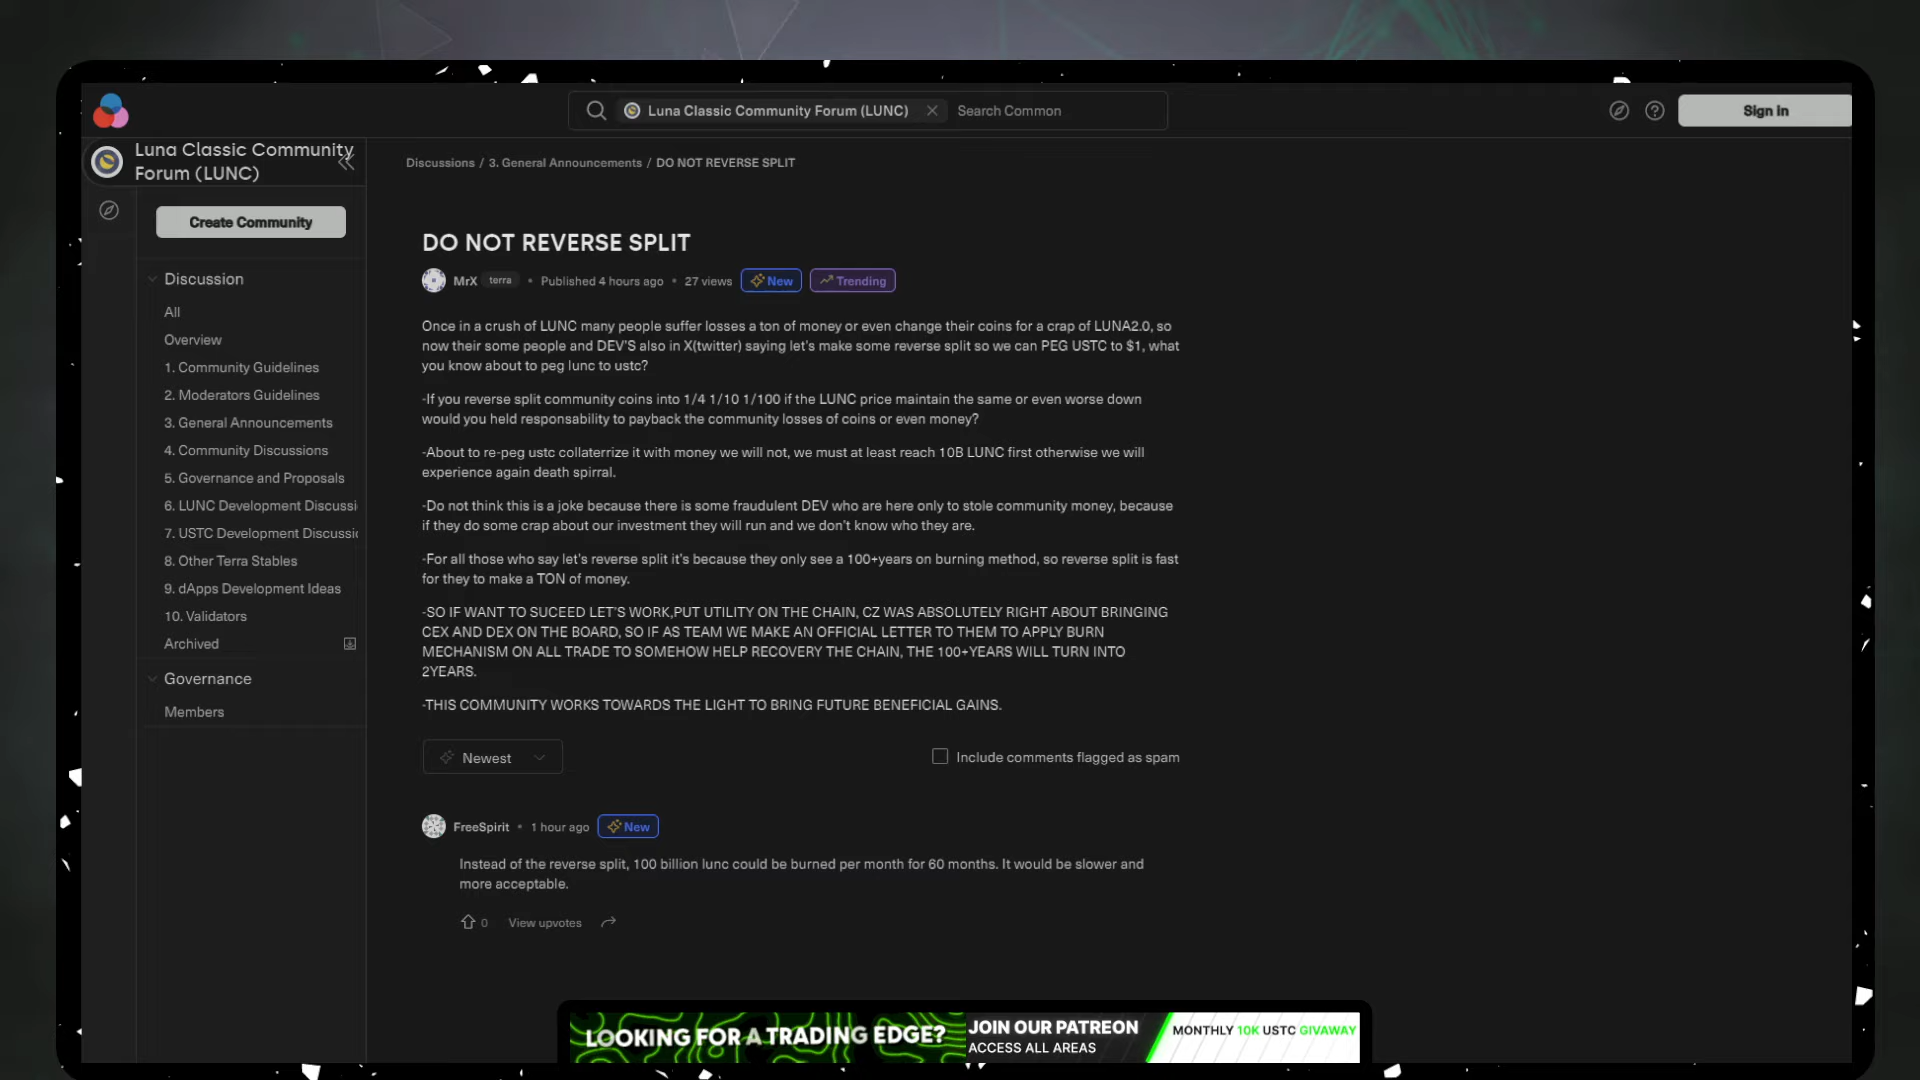 Luna Classic Community Forum (LUNC)
Search Common
Sign in
Luna Classic Community
Forum (LUNC)
Create Community
Discussion
All
Overview
1. Community Guidelines
2. Moderators Guidelines
3. General Announcements
4. Community Discussions
5. Governance and Proposals
6. LUNC Development Discussi
7. USTC Development Discussi
8. Other Terra Stables
9. dApps Development Ideas
10. Validators
Archived
Governance
Members
Discussions / 3. General Announcements / DO NOT REVERSE SPLIT
DO NOT REVERSE SPLIT
MrX terra • Published 4 hours ago • 27 views New Trending
Once in a crush of LUNC many people suffer losses a ton of money or even change their coins for a crap of LUNA2.0, so
now their some people and DEV'S also in X(twitter) saying let's make some reverse split so we can PEG USTC to $1, what
you know about to peg lunc to ustc?
-If you reverse split community coins into 1/4 1/10 1/100 if the LUNC price maintain the same or even worse down
would you held responsability to payback the community losses of coins or even money?
-About to re-peg ustc collaterrize it with money we will not, we must at least reach 10B LUNC first otherwise we will
experience again death spirral.
-Do not think this is a joke because there is some fraudulent DEV who are here only to stole community money, because
if they do some crap about our investment they will run and we don't know who they are.
-For all those who say let's reverse split it's because they only see a 100+years on burning method, so reverse split is fast
for they to make a TON of money.
-SO IF WANT TO SUCEED LET'S WORK,PUT UTILITY ON THE CHAIN, CZ WAS ABSOLUTELY RIGHT ABOUT BRINGING
CEX AND DEX ON THE BOARD, SO IF AS TEAM WE MAKE AN OFFICIAL LETTER TO THEM TO APPLY BURN
MECHANISM ON ALL TRADE TO SOMEHOW HELP RECOVERY THE CHAIN, THE 100+YEARS WILL TURN INTO
2YEARS.
-THIS COMMUNITY WORKS TOWARDS THE LIGHT TO BRING FUTURE BENEFICIAL GAINS.
Newest
Include comments flagged as spam
FreeSpirit • 1 hour ago New
Instead of the reverse split, 100 billion lunc could be burned per month for 60 months. It would be slower and
more acceptable.
0 View upvotes
LOOKING FOR A TRADING EDGE?
JOIN OUR PATREON
ACCESS ALL AREAS
MONTHLY 10K USTC GIVAWAY